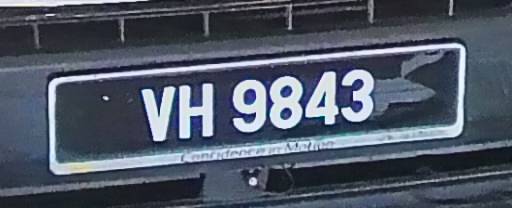 VH 9843
Confidence in Motion